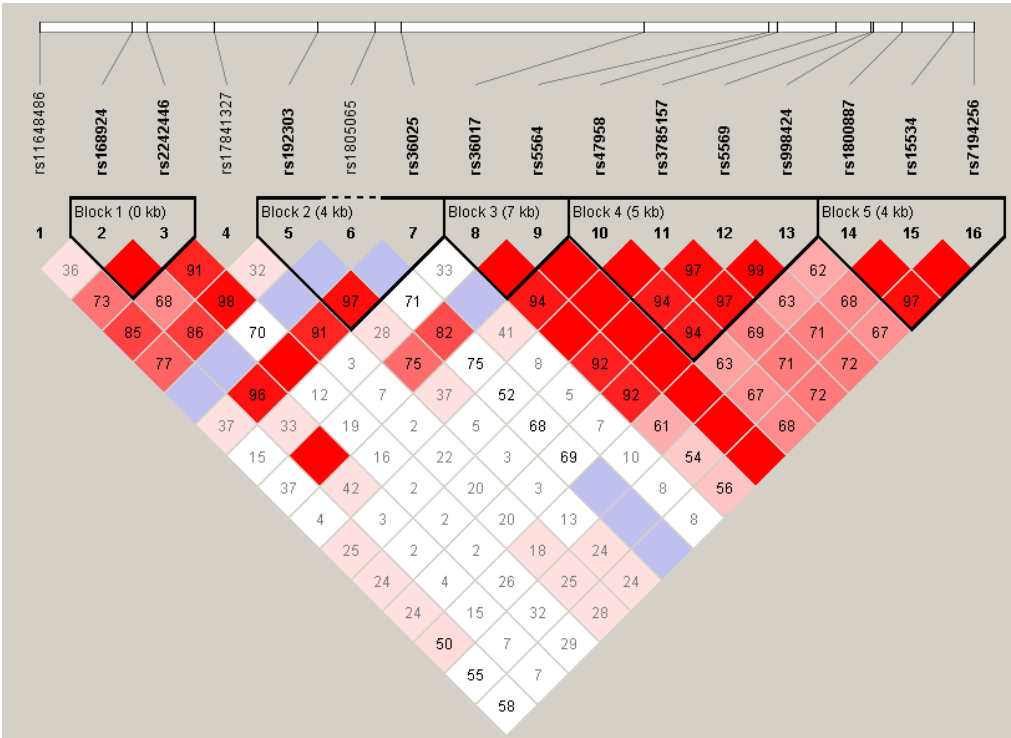 rs11648486
rs168924
rs2242446
rs17841327
rs192303
rs1805065
rs36025
rs36017
rs5564
rs47958
rs3785157
rs5569
rs998424
rs1800887
rs15534
rs7194256
Block 1 (0 kb) Block 2 (4 kb) Block 3 (7 kb) Block 4 (5 kb) Block 5 (4 kb)
1 2 3 4 5 6 7 8 9 10 11 12 13 14 15 16
36 91 32 33 97 99 62
73 68 98 97 71 94 94 97 63 68 97
85 86 70 91 28 82 41 94 69 71 67
77 3 75 75 8 92 63 71 72
96 12 7 37 52 5 92 67 72
37 33 19 2 5 68 7 61 68
15 16 22 3 69 10 54
37 42 2 20 3 8 56
4 3 2 20 13 8
25 2 2 18 24
24 4 26 25 24
24 15 32 28
50 7 29
55 7
58